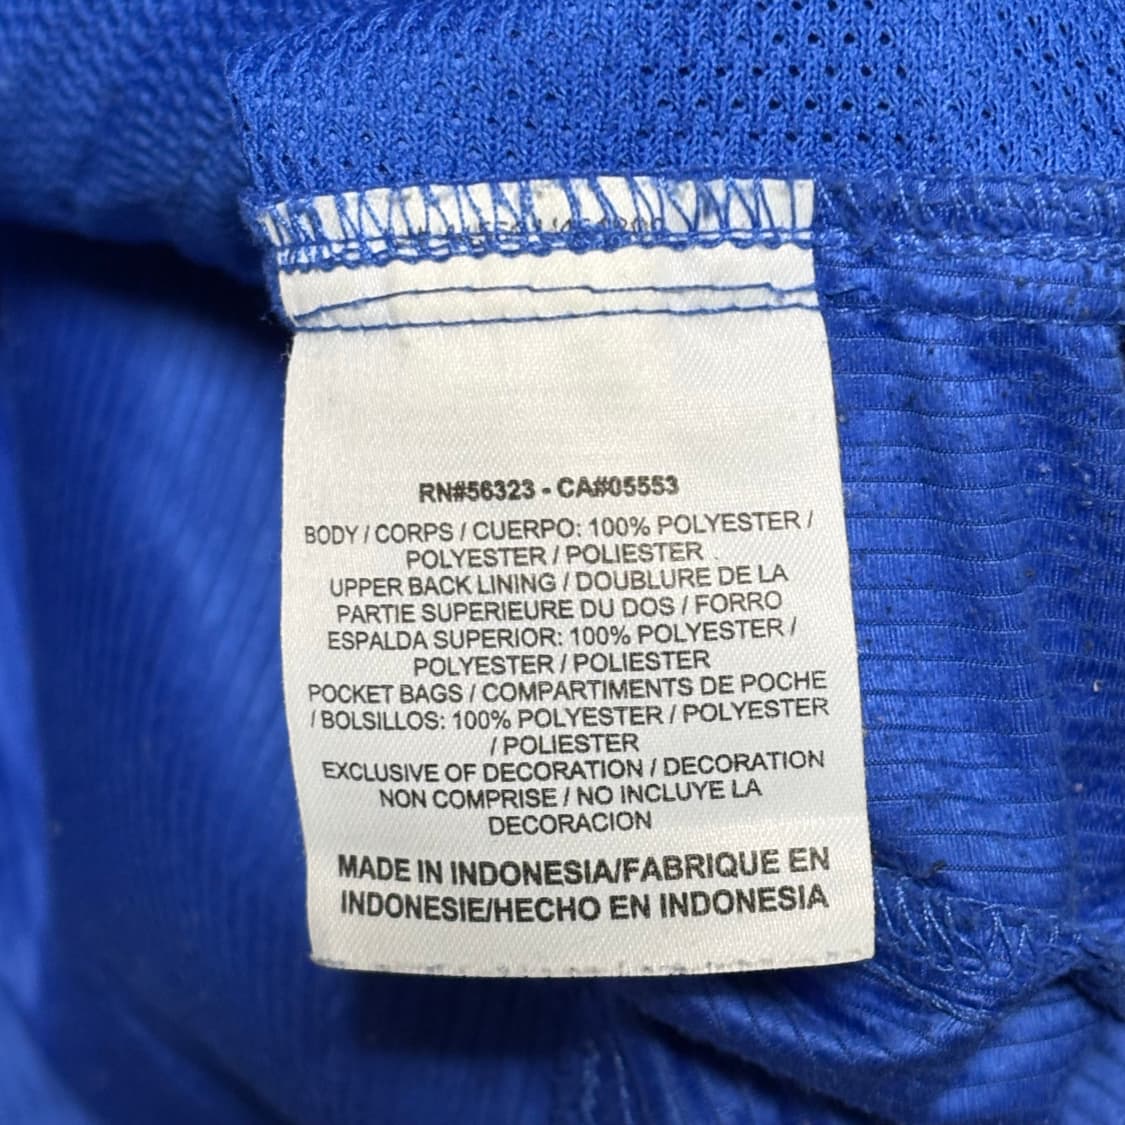 RN#56323 - CA#05553
BODY / CORPS / CUERPO: 100% POLYESTER /
POLYESTER / POLIESTER
UPPER BACK LINING / DOUBLURE DE LA
PARTIE SUPERIEURE DU DOS / FORRO
ESPALDA SUPERIOR: 100% POLYESTER /
POLYESTER / POLIESTER
POCKET BAGS / COMPARTIMENTS DE POCHE
/ BOLSILLOS: 100% POLYESTER / POLYESTER
/ POLIESTER
EXCLUSIVE OF DECORATION / DECORATION
NON COMPRISE / NO INCLUYE LA
DECORACION
MADE IN INDONESIA/FABRIQUE EN
INDONESIE/HECHO EN INDONESIA